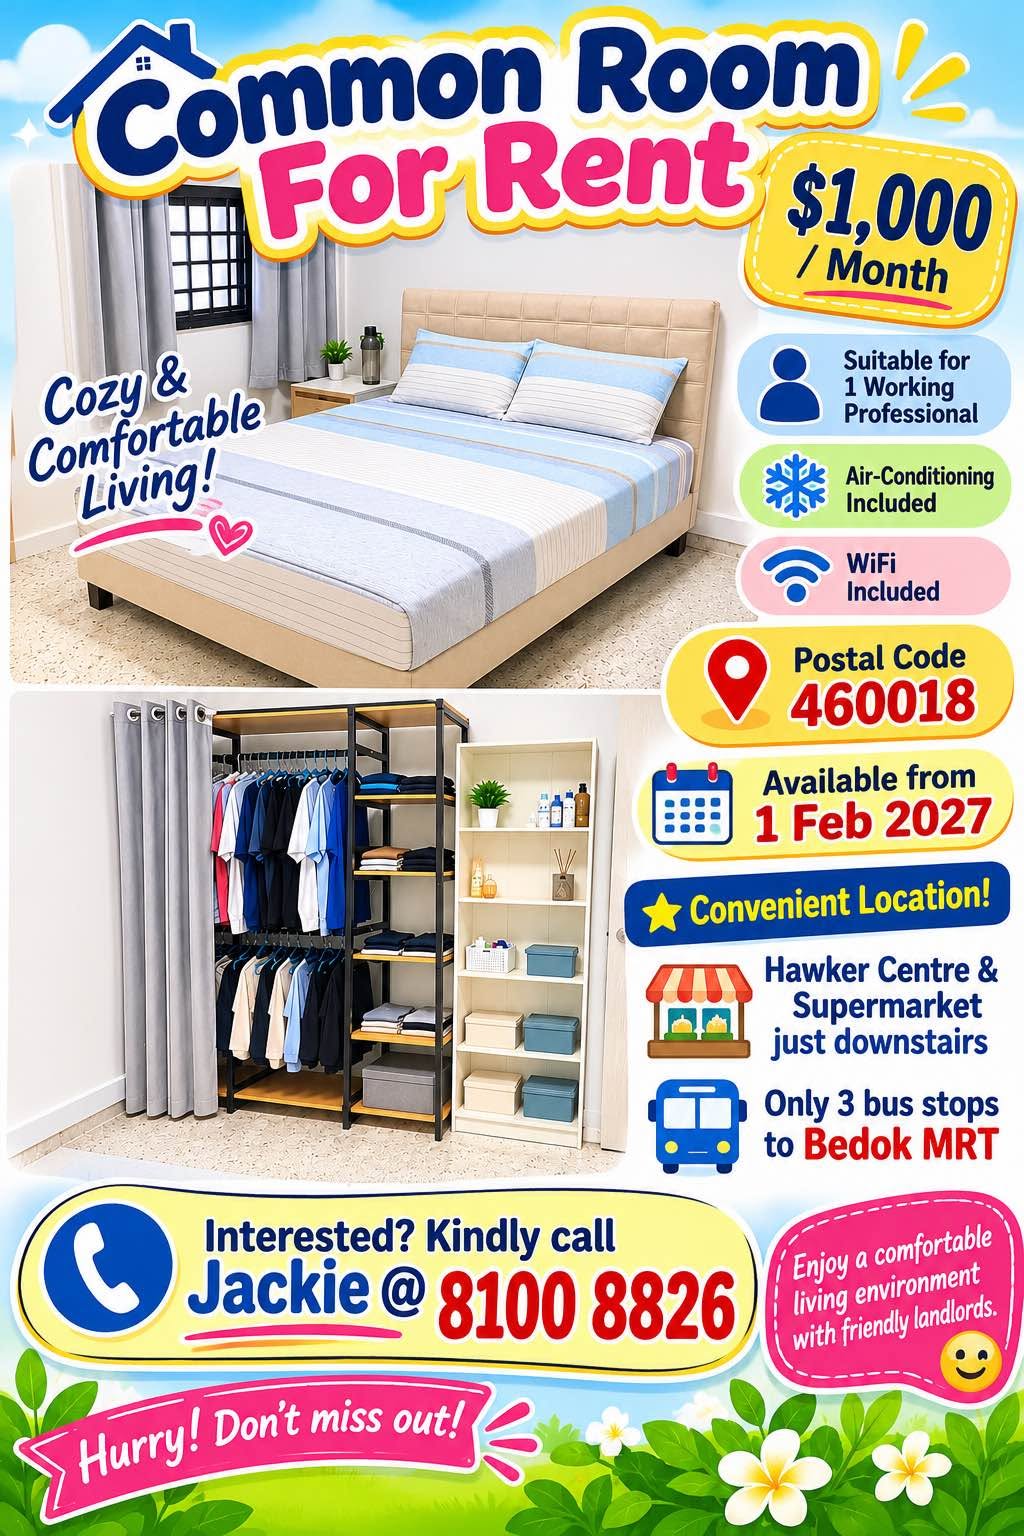 Common Room
For Rent
$1,000
/ Month
Cozy &
Comfortable
Living!
Suitable for
1 Working
Professional
Air-Conditioning
Included
WiFi
Included
Postal Code
460018
Available from
1 Feb 2027
Convenient Location!
Hawker Centre &
Supermarket
just downstairs
Only 3 bus stops
to Bedok MRT
Interested? Kindly call
Jackie @ 8100 8826
Enjoy a comfortable
living environment
with friendly landlords.
Hurry! Don't miss out!